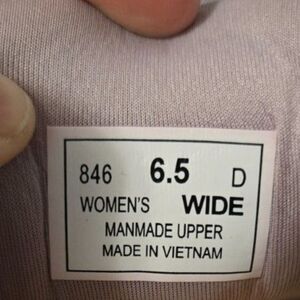 846 6.5 D
WOMEN'S WIDE
MANMADE UPPER
MADE IN VIETNAM